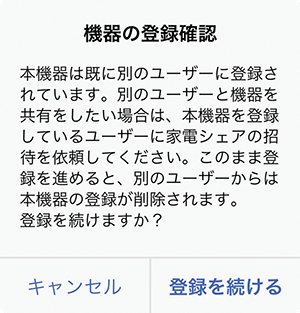 機器の登録確認
本機器は既に別のユーザーに登録さ
れています。別のユーザーと機器を
共有をしたい場合は、本機器を登録
しているユーザーに家電シェアの招
待を依頼してください。このまま登
録を進めると、別のユーザーからは
本機器の登録が削除されます。
登録を続けますか？
キャンセル
登録を続ける